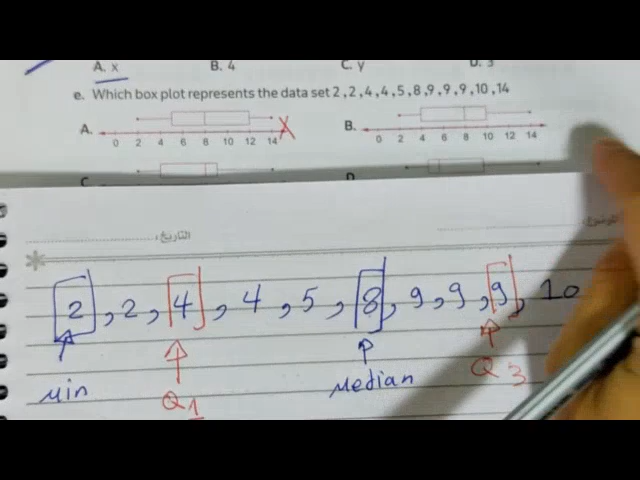 A. x B. 4 C. y D. 3
e. Which box plot represents the data set 2,2,4,4,5,8,9,9,9,10,14
A. B.
0 2 4 6 8 10 12 14 0 2 4 6 8 10 12 14
C. D.
التاريخ: الموضوع:
2, 2, 4, 4, 5, 8, 9, 9, 9, 10
Min Q1 Median Q3